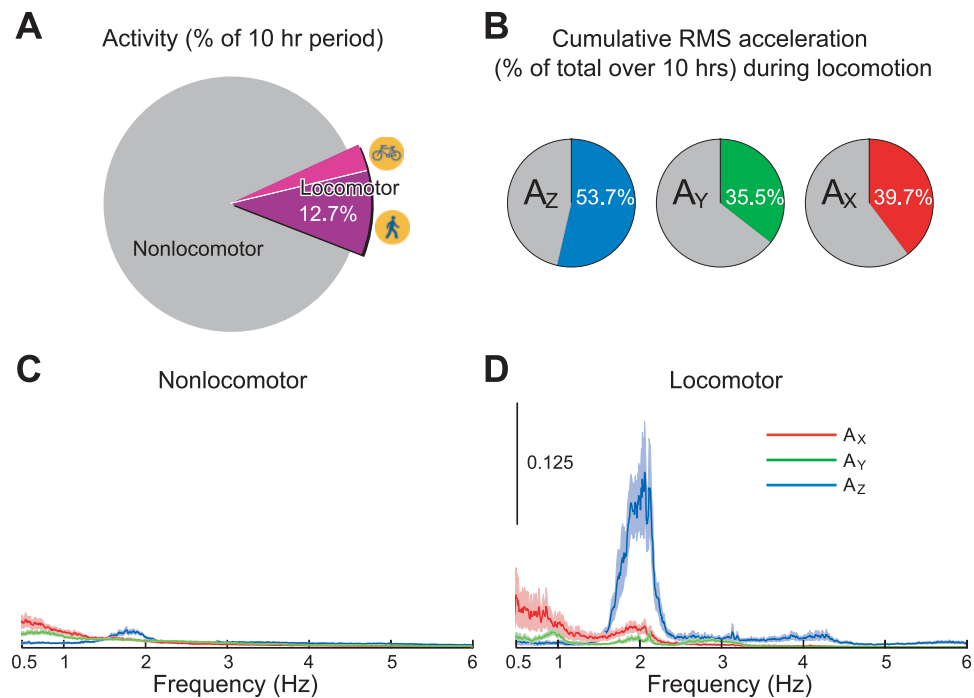 A
Activity (% of 10 hr period)
Locomotor
12.7%
Nonlocomotor
B
Cumulative RMS acceleration
(% of total over 10 hrs) during locomotion
AZ
53.7%
AY
35.5%
AX
39.7%
C
Nonlocomotor
0.5 1 2 3 4 5 6
Frequency (Hz)
D
Locomotor
0.125
AX
AY
AZ
0.5 1 2 3 4 5 6
Frequency (Hz)